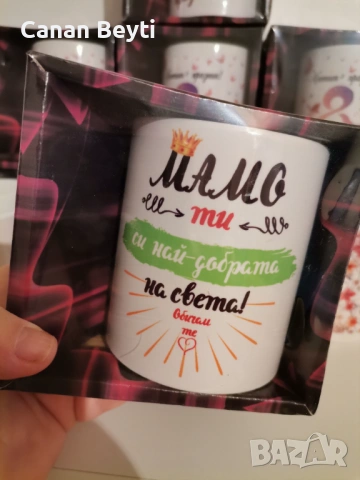 Canan Beyti
МАМО
ти
си най-добрата
на света!
Обичам
те
BAZAR